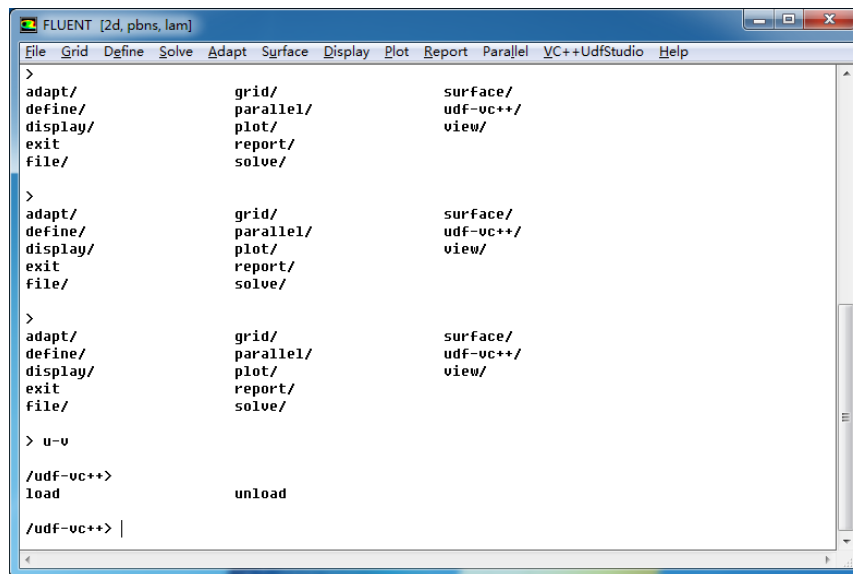 FLUENT [2d, pbns, lam]
File Grid Define Solve Adapt Surface Display Plot Report Parallel VC++UdfStudio Help
>
adapt/ grid/ surface/
define/ parallel/ udf-vc++/
display/ plot/ view/
exit report/
file/ solve/
>
adapt/ grid/ surface/
define/ parallel/ udf-vc++/
display/ plot/ view/
exit report/
file/ solve/
>
adapt/ grid/ surface/
define/ parallel/ udf-vc++/
display/ plot/ view/
exit report/
file/ solve/
> u-v
/udf-vc++>
load unload
/udf-vc++>